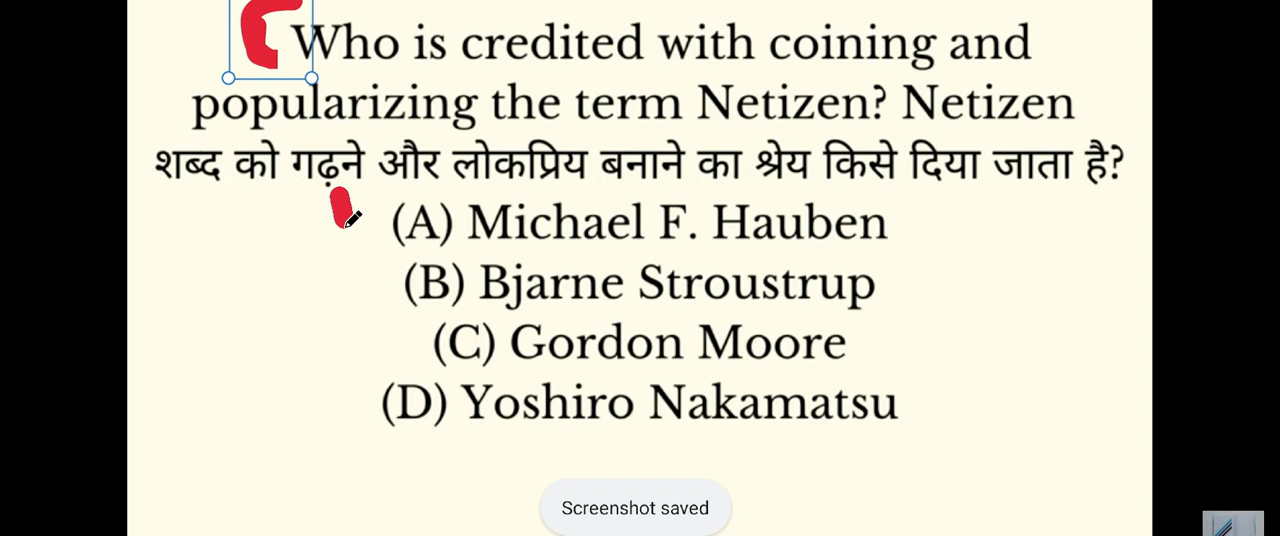 Who is credited with coining and
popularizing the term Netizen? Netizen
शब्द को गढ़ने और लोकप्रिय बनाने का श्रेय किसे दिया जाता है?
(A) Michael F. Hauben
(B) Bjarne Stroustrup
(C) Gordon Moore
(D) Yoshiro Nakamatsu
Screenshot saved